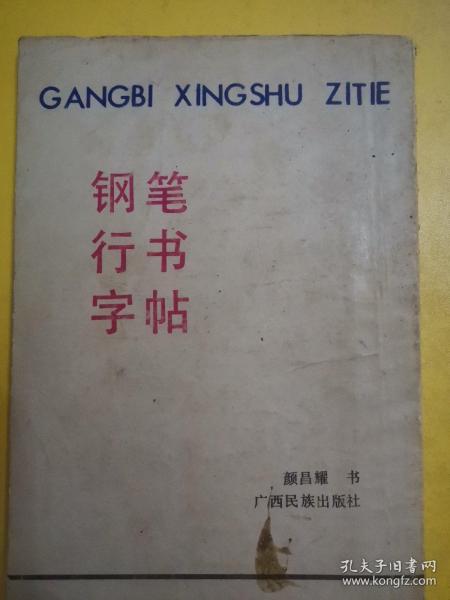 GANGBI XINGSHU ZITIE
钢笔
行书
字帖
颜昌耀 书
广西民族出版社
孔夫子旧书网
www.kongfz.com